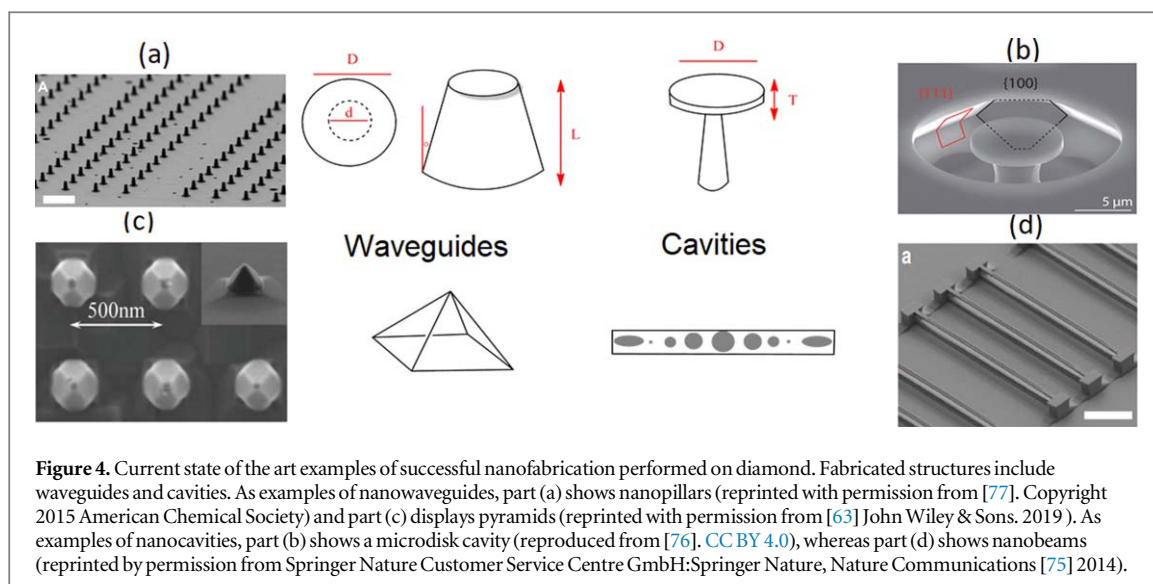 (a)
A
D
d
L
D
T
(b)
{100}
{111}
5 μm
(c)
500nm
Waveguides
Cavities
(d)
a
Figure 4. Current state of the art examples of successful nanofabrication performed on diamond. Fabricated structures include
waveguides and cavities. As examples of nanowaveguides, part (a) shows nanopillars (reprinted with permission from [77]. Copyright
2015 American Chemical Society) and part (c) displays pyramids (reprinted with permission from [63] John Wiley & Sons. 2019 ). As
examples of nanocavities, part (b) shows a microdisk cavity (reproduced from [76]. CC BY 4.0), whereas part (d) shows nanobeams
(reprinted by permission from Springer Nature Customer Service Centre GmbH:Springer Nature, Nature Communications [75] 2014).